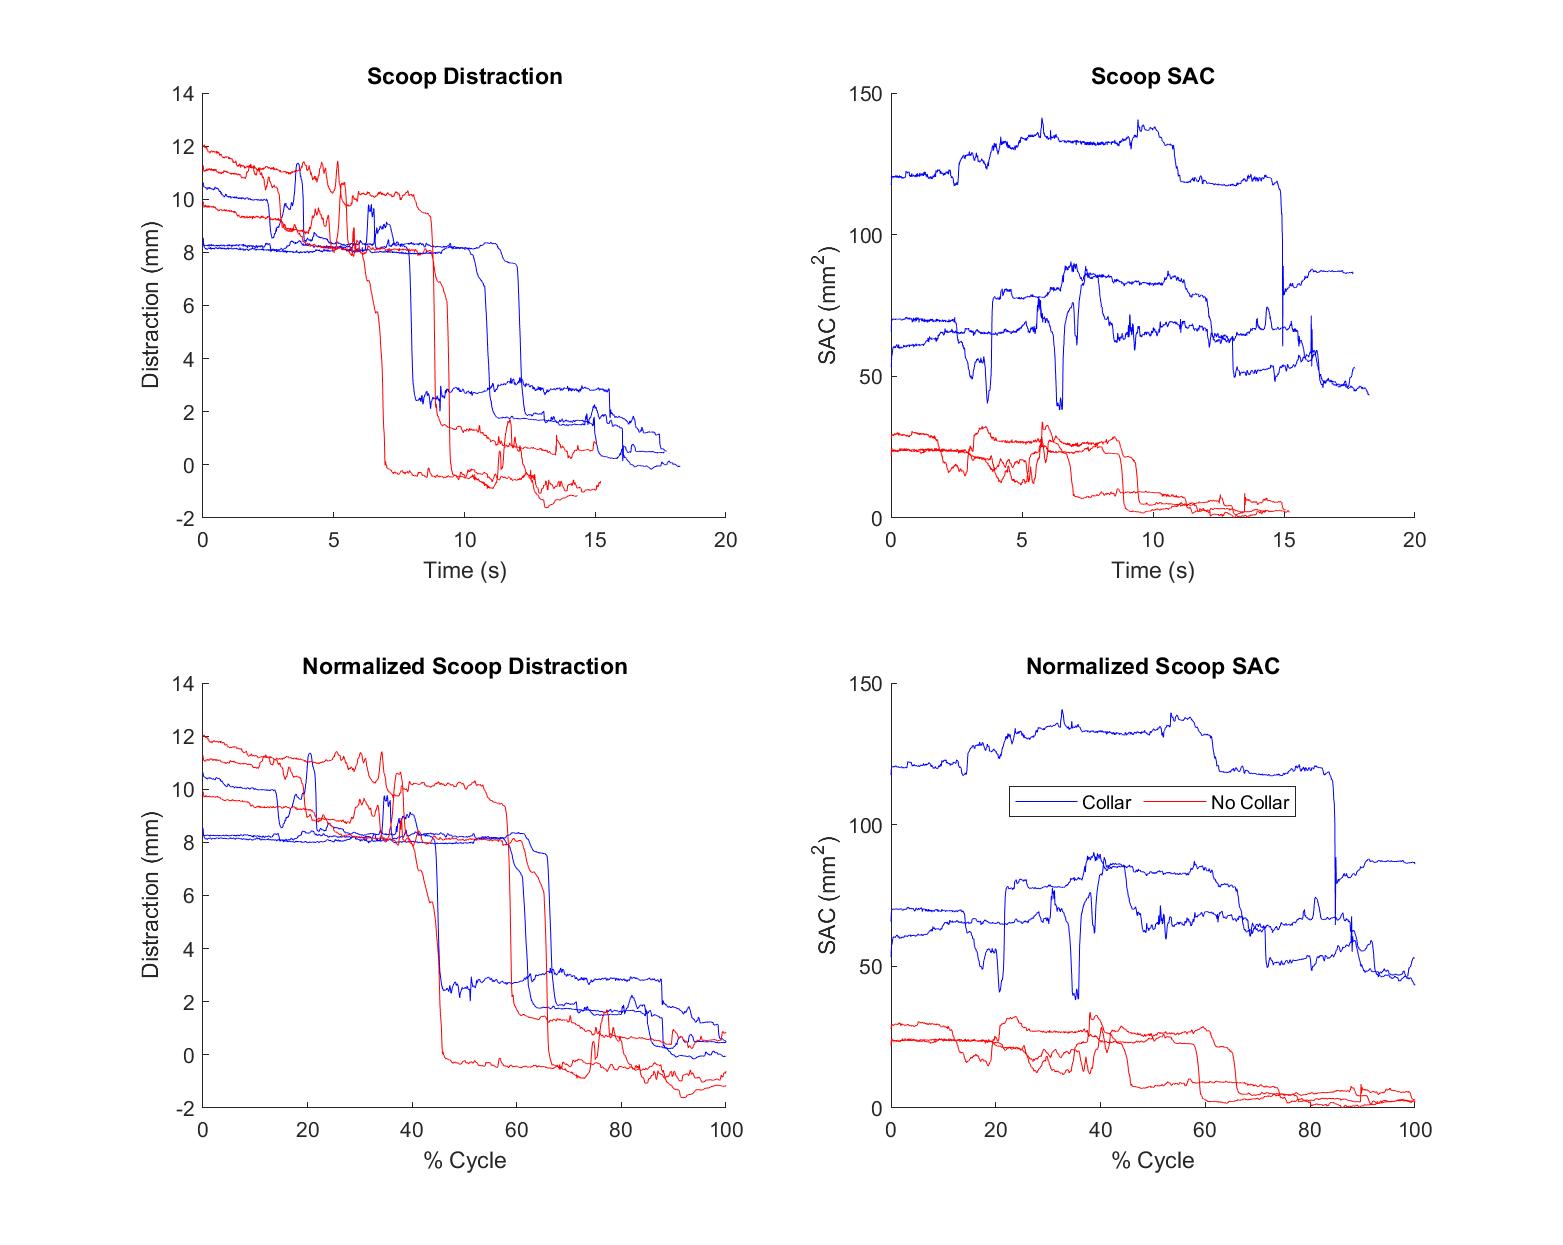 Scoop Distraction
14
12
10
8
6
4
2
0
-2
Distraction (mm)
0 5 10 15 20
Time (s)
Scoop SAC
150
100
50
0
SAC (mm²)
0 5 10 15 20
Time (s)
Normalized Scoop Distraction
14
12
10
8
6
4
2
0
-2
Distraction (mm)
0 20 40 60 80 100
% Cycle
Normalized Scoop SAC
150
100
50
0
SAC (mm²)
Collar No Collar
0 20 40 60 80 100
% Cycle